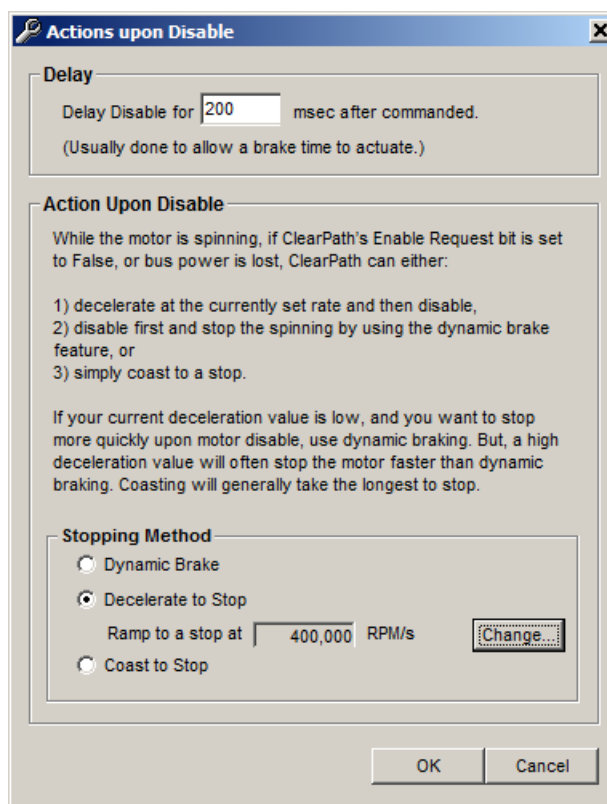 Actions upon Disable
Delay
Delay Disable for 200 msec after commanded.
(Usually done to allow a brake time to actuate.)
Action Upon Disable
While the motor is spinning, if ClearPath's Enable Request bit is set
to False, or bus power is lost, ClearPath can either:
1) decelerate at the currently set rate and then disable,
2) disable first and stop the spinning by using the dynamic brake
feature, or
3) simply coast to a stop.
If your current deceleration value is low, and you want to stop
more quickly upon motor disable, use dynamic braking. But, a high
deceleration value will often stop the motor faster than dynamic
braking. Coasting will generally take the longest to stop.
Stopping Method
Dynamic Brake
Decelerate to Stop
Ramp to a stop at 400,000 RPM/s Change...
Coast to Stop
OK Cancel